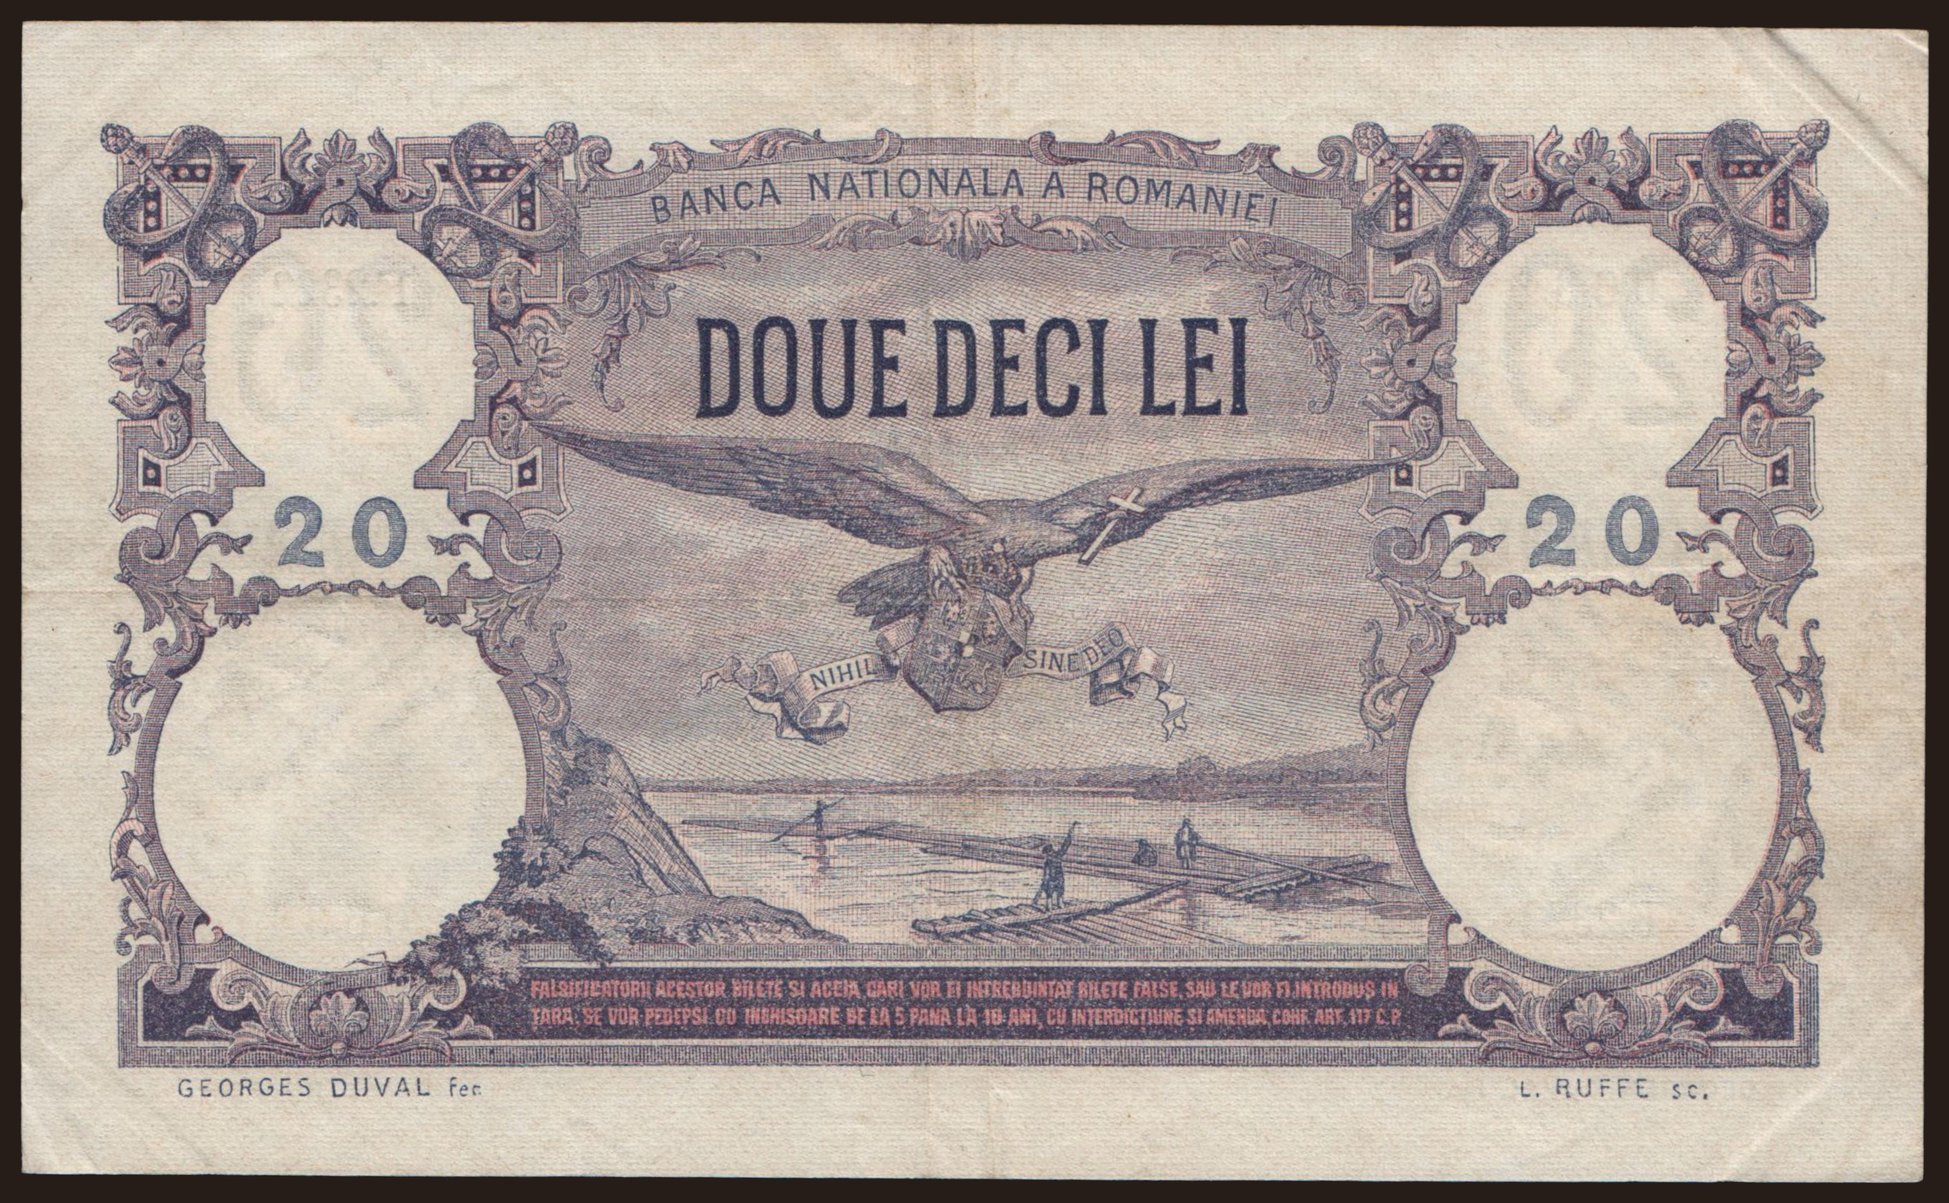 BANCA NATIONALA A ROMANIEI
DOUE DECI LEI
20
20
NIHIL SINE DEO
FALSIFICATORII ACESTOR BILETE SI ACEIA, CARI VOR FI INTREBUINTAT BILETE FALSE, SAU LE VOR FI INTRODUS IN
TARA, SE VOR PEDEPSI CU INCHISOARE DE LA 5 PANA LA 10 ANI, CU INTERDICTIUNE SI AMENDA, CONF. ART. 117 C.P.
GEORGES DUVAL fec
L. RUFFE sc.